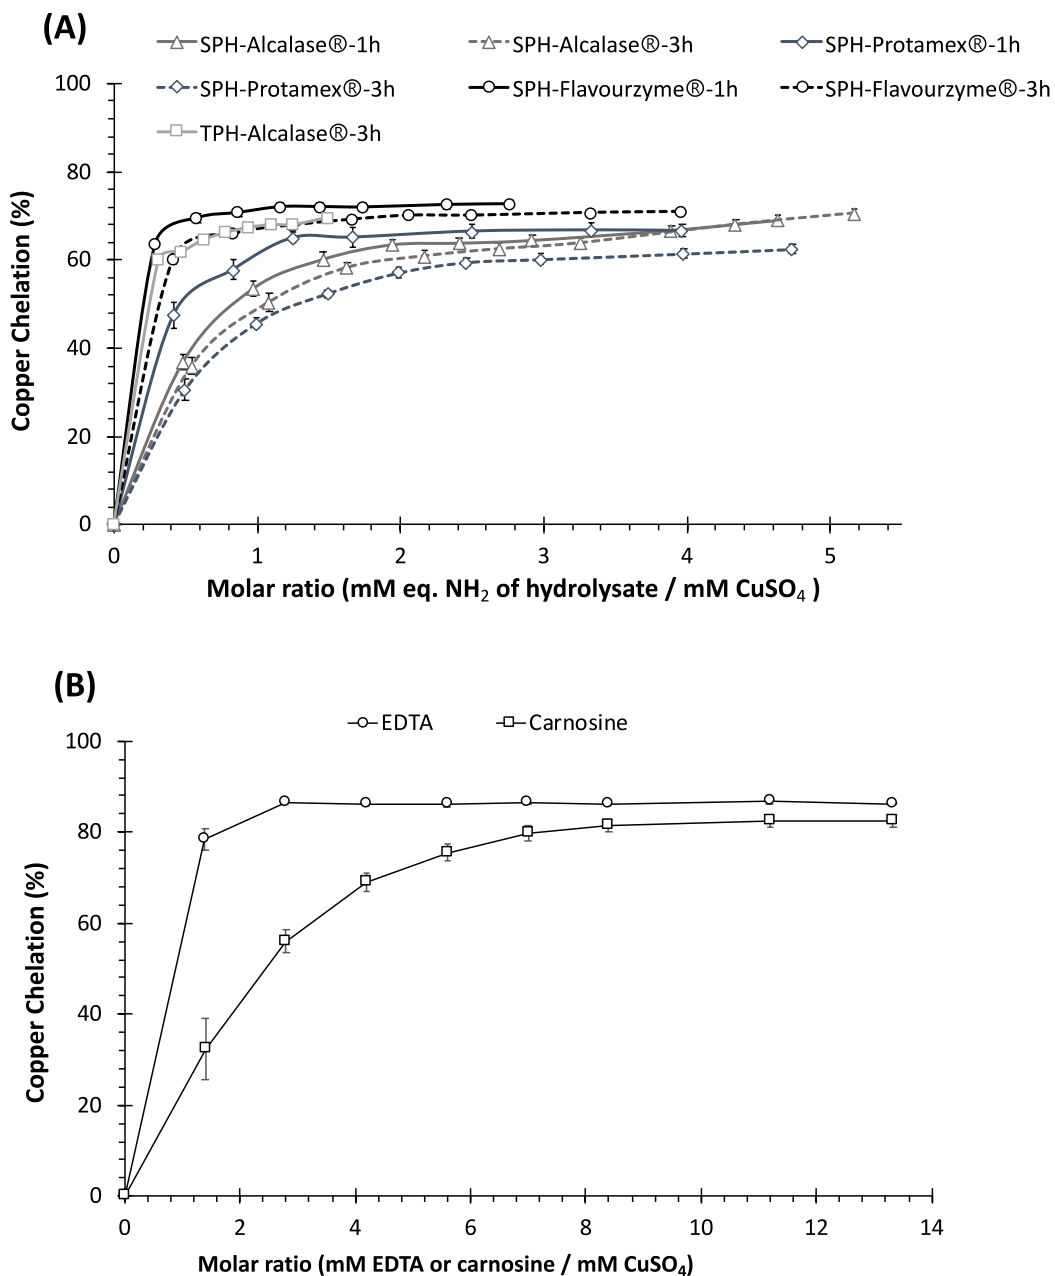 (A)
SPH-Alcalase®-1h SPH-Alcalase®-3h SPH-Protamex®-1h
SPH-Protamex®-3h SPH-Flavourzyme®-1h SPH-Flavourzyme®-3h
TPH-Alcalase®-3h
100
80
60
40
20
0
Copper Chelation (%)
0 1 2 3 4 5
Molar ratio (mM eq. NH₂ of hydrolysate / mM CuSO₄ )
(B)
EDTA Carnosine
100
80
60
40
20
0
Copper Chelation (%)
0 2 4 6 8 10 12 14
Molar ratio (mM EDTA or carnosine / mM CuSO₄)